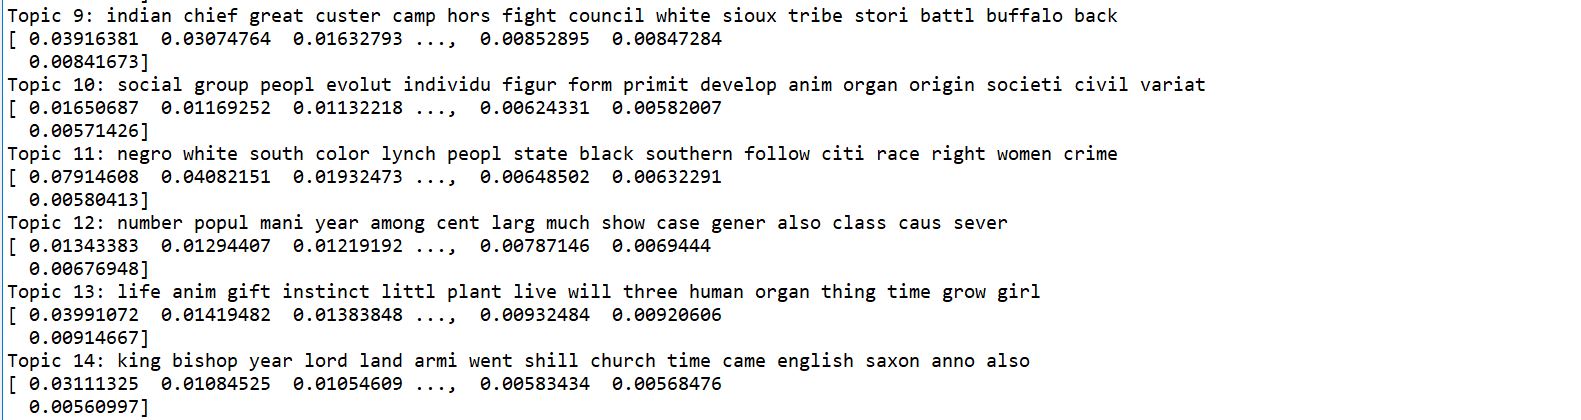 Topic 9: indian chief great custer camp hors fight council white sioux tribe stori battl buffalo back
[ 0.03916381  0.03074764  0.01632793 ...,  0.00852895  0.00847284
  0.00841673]
Topic 10: social group peopl evolut individu figur form primit develop anim organ origin societi civil variat
[ 0.01650687  0.01169252  0.01132218 ...,  0.00624331  0.00582007
  0.00571426]
Topic 11: negro white south color lynch peopl state black southern follow citi race right women crime
[ 0.07914608  0.04082151  0.01932473 ...,  0.00648502  0.00632291
  0.00580413]
Topic 12: number popul mani year among cent larg much show case gener also class caus sever
[ 0.01343383  0.01294407  0.01219192 ...,  0.00787146  0.0069444
  0.00676948]
Topic 13: life anim gift instinct littl plant live will three human organ thing time grow girl
[ 0.03991072  0.01419482  0.01383848 ...,  0.00932484  0.00920606
  0.00914667]
Topic 14: king bishop year lord land armi went shill church time came english saxon anno also
[ 0.03111325  0.01084525  0.01054609 ...,  0.00583434  0.00568476
  0.00560997]